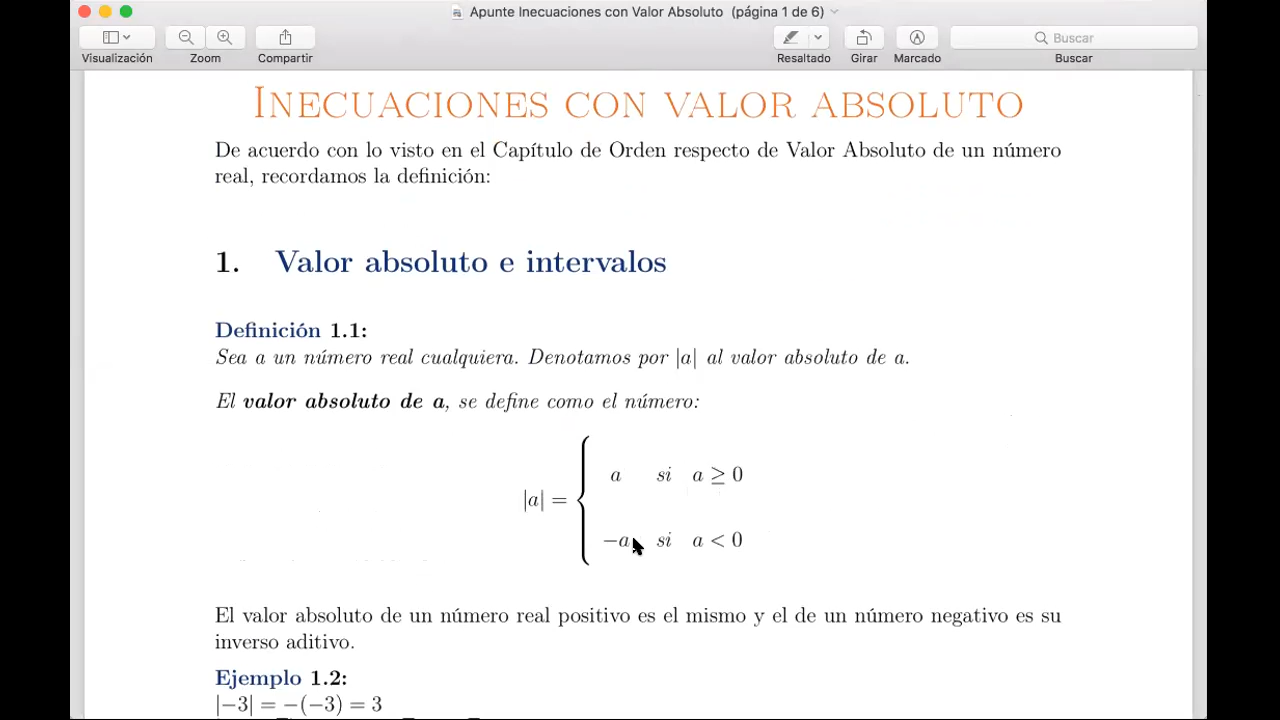 Apunte Inecuaciones con Valor Absoluto (página 1 de 6)
Visualización Zoom Compartir Resaltado Girar Marcado Buscar
Buscar
INECUACIONES CON VALOR ABSOLUTO
De acuerdo con lo visto en el Capítulo de Orden respecto de Valor Absoluto de un número
real, recordamos la definición:
1. Valor absoluto e intervalos
Definición 1.1:
Sea a un número real cualquiera. Denotamos por |a| al valor absoluto de a.
El valor absoluto de a, se define como el número:
a si a ≥ 0
|a| =
−a si a < 0
El valor absoluto de un número real positivo es el mismo y el de un número negativo es su
inverso aditivo.
Ejemplo 1.2:
|−3| = −(−3) = 3